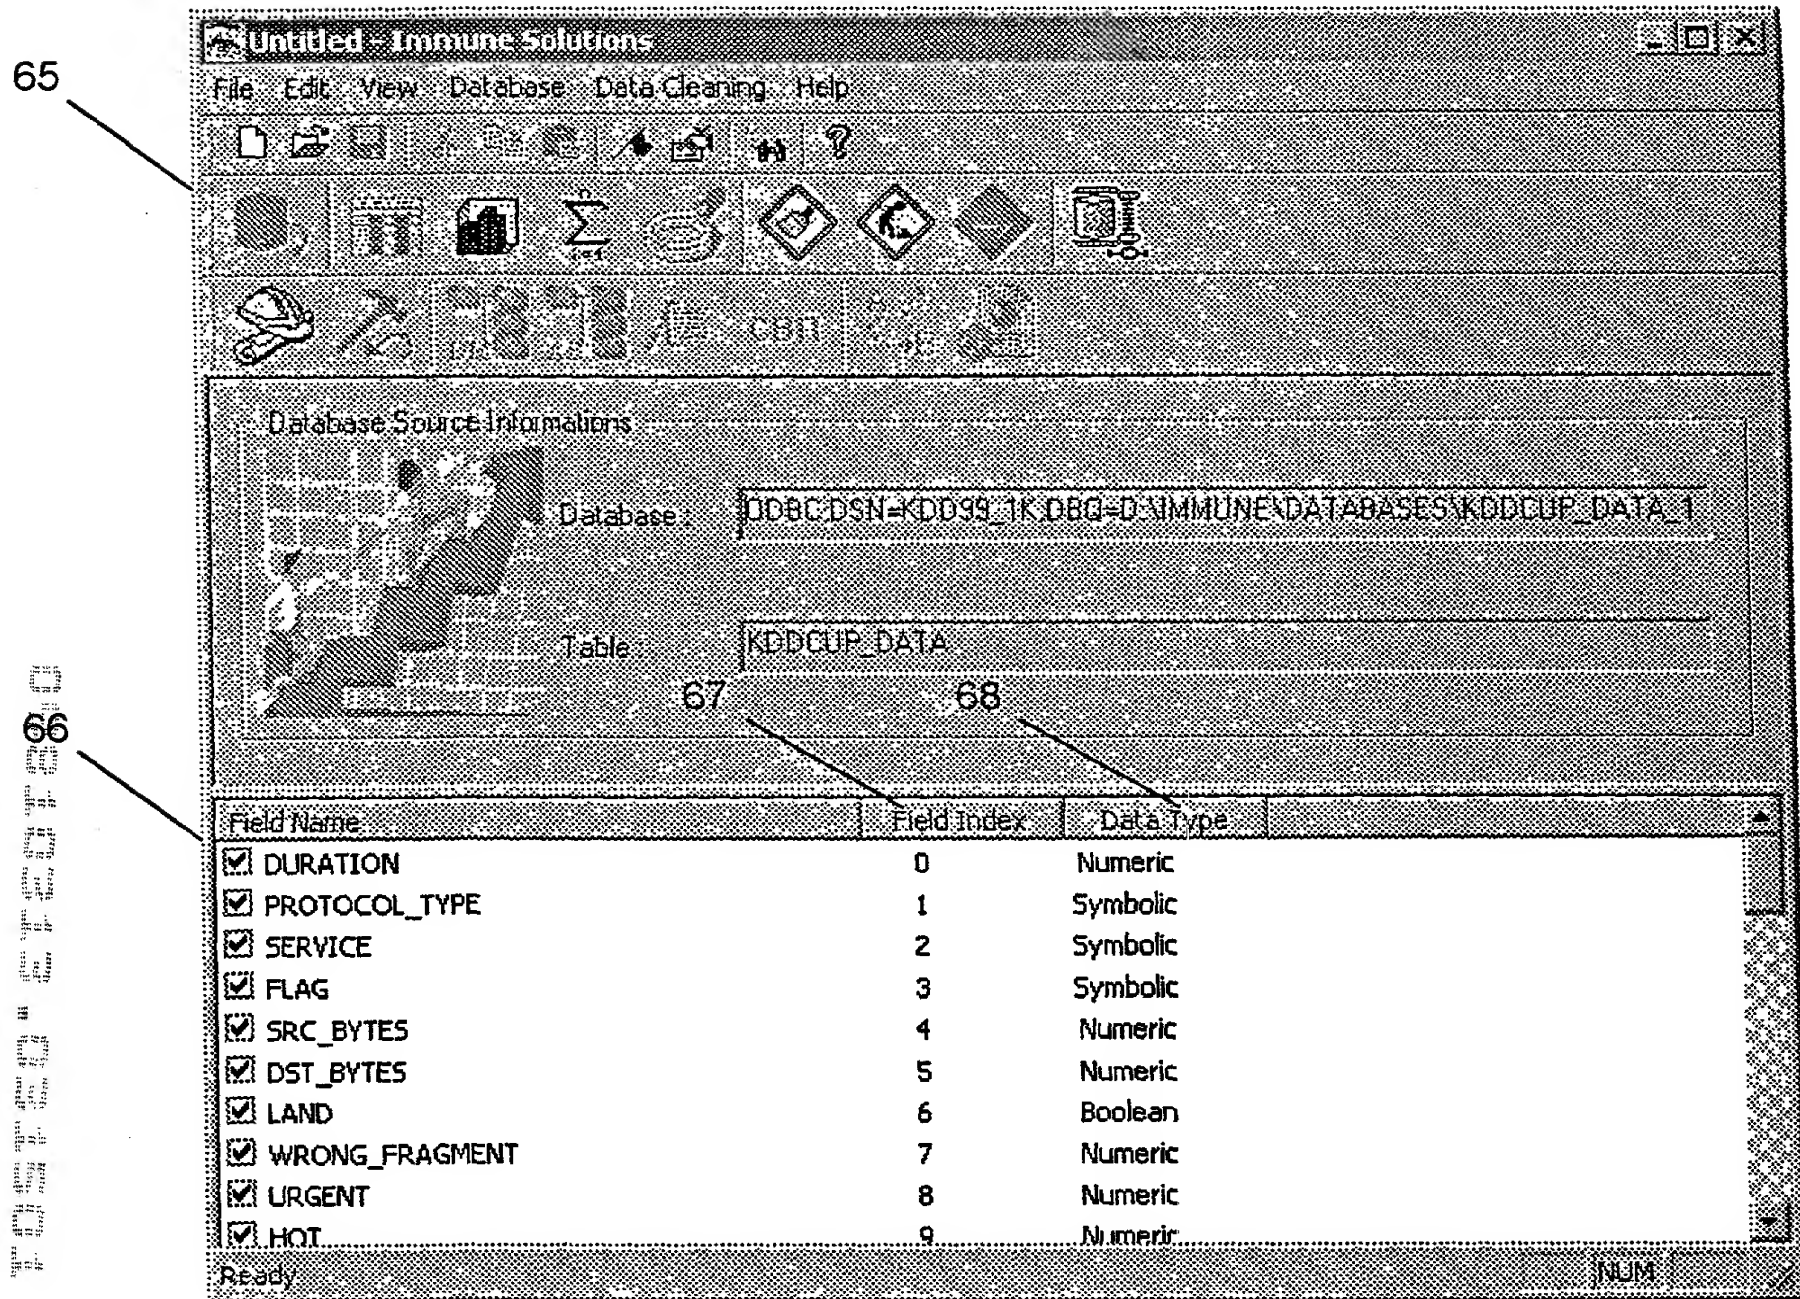 Untitled - Immune Solutions
65
File Edit View Database Data Cleaning Help
Database Source Informations
Database : ODBC;DSN=KDD99_1K;DBQ=D:\IMMUNE\DATABASES\KDDCUP_DATA_1
Table : KDDCUP_DATA
67 68
66
Field Name Field Index Data Type
DURATION 0 Numeric
PROTOCOL_TYPE 1 Symbolic
SERVICE 2 Symbolic
FLAG 3 Symbolic
SRC_BYTES 4 Numeric
DST_BYTES 5 Numeric
LAND 6 Boolean
WRONG_FRAGMENT 7 Numeric
URGENT 8 Numeric
HOT 9 Numeric
Ready NUM